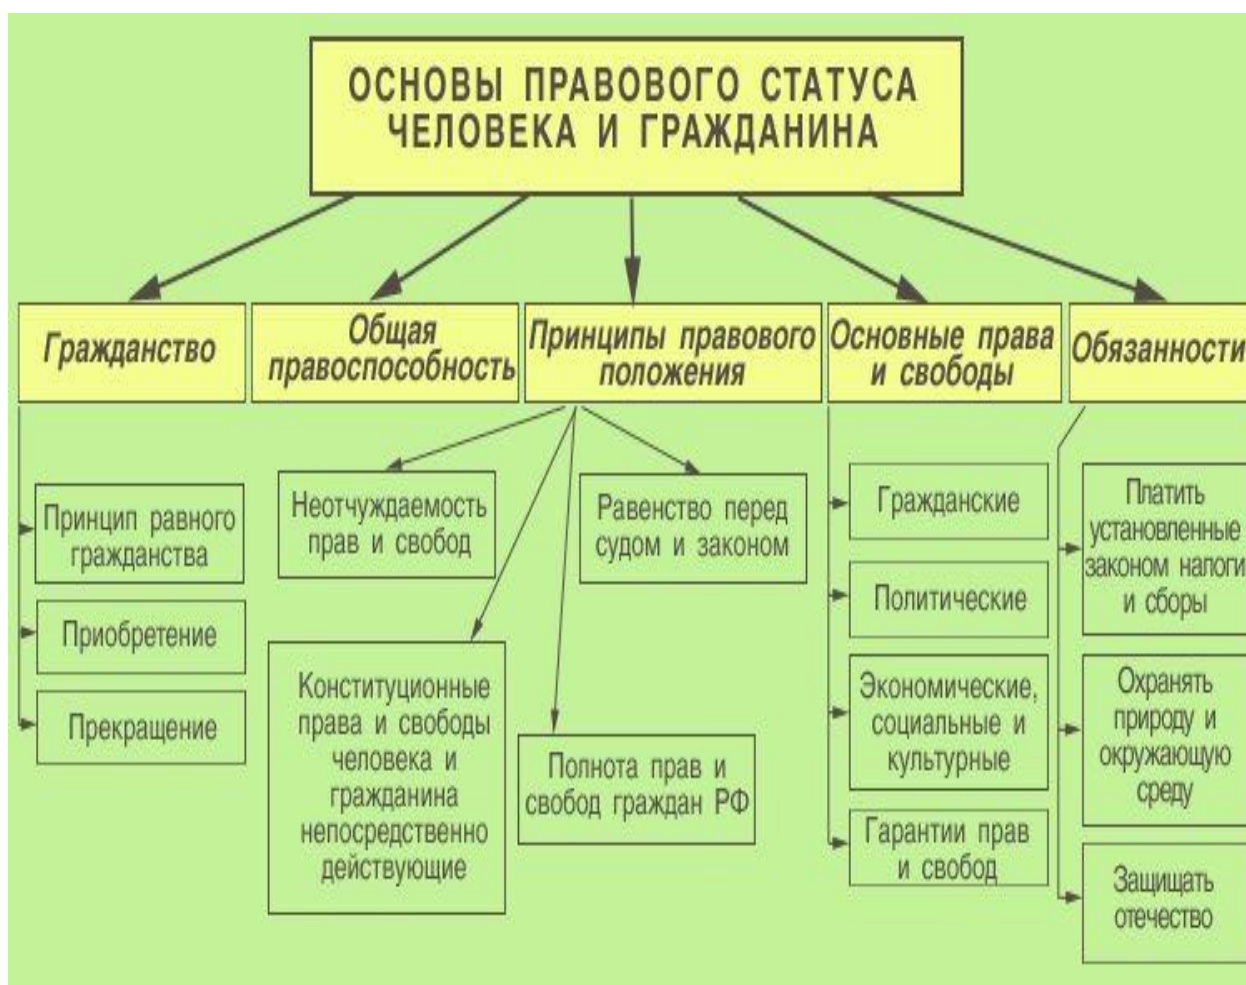 ОСНОВЫ ПРАВОВОГО СТАТУСА
ЧЕЛОВЕКА И ГРАЖДАНИНА
Гражданство
Общая
правоспособность
Принципы правового
положения
Основные права
и свободы
Обязанности
Принцип равного
гражданства
Приобретение
Прекращение
Неотчуждаемость
прав и свобод
Равенство перед
судом и законом
Конституционные
права и свободы
человека и
гражданина
непосредственно
действующие
Полнота прав и
свобод граждан РФ
Гражданские
Политические
Экономические,
социальные и
культурные
Гарантии прав
и свобод
Платить
установленные
законом налоги
и сборы
Охранять
природу и
окружающую
среду
Защищать
отечество